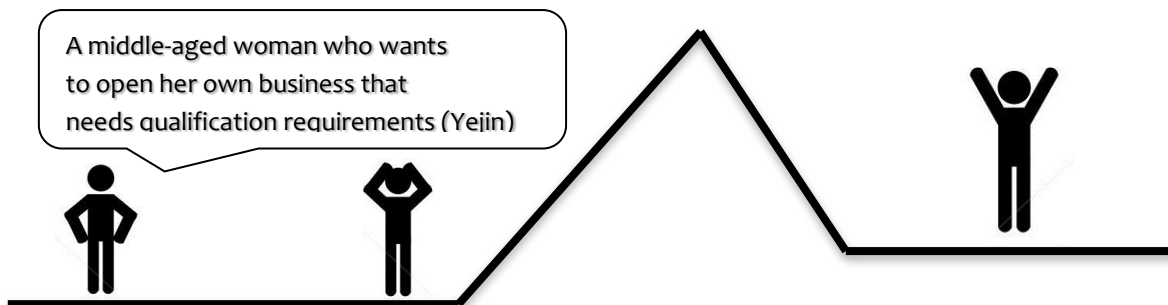 A middle-aged woman who wants
to open her own business that
needs qualification requirements (Yejin)